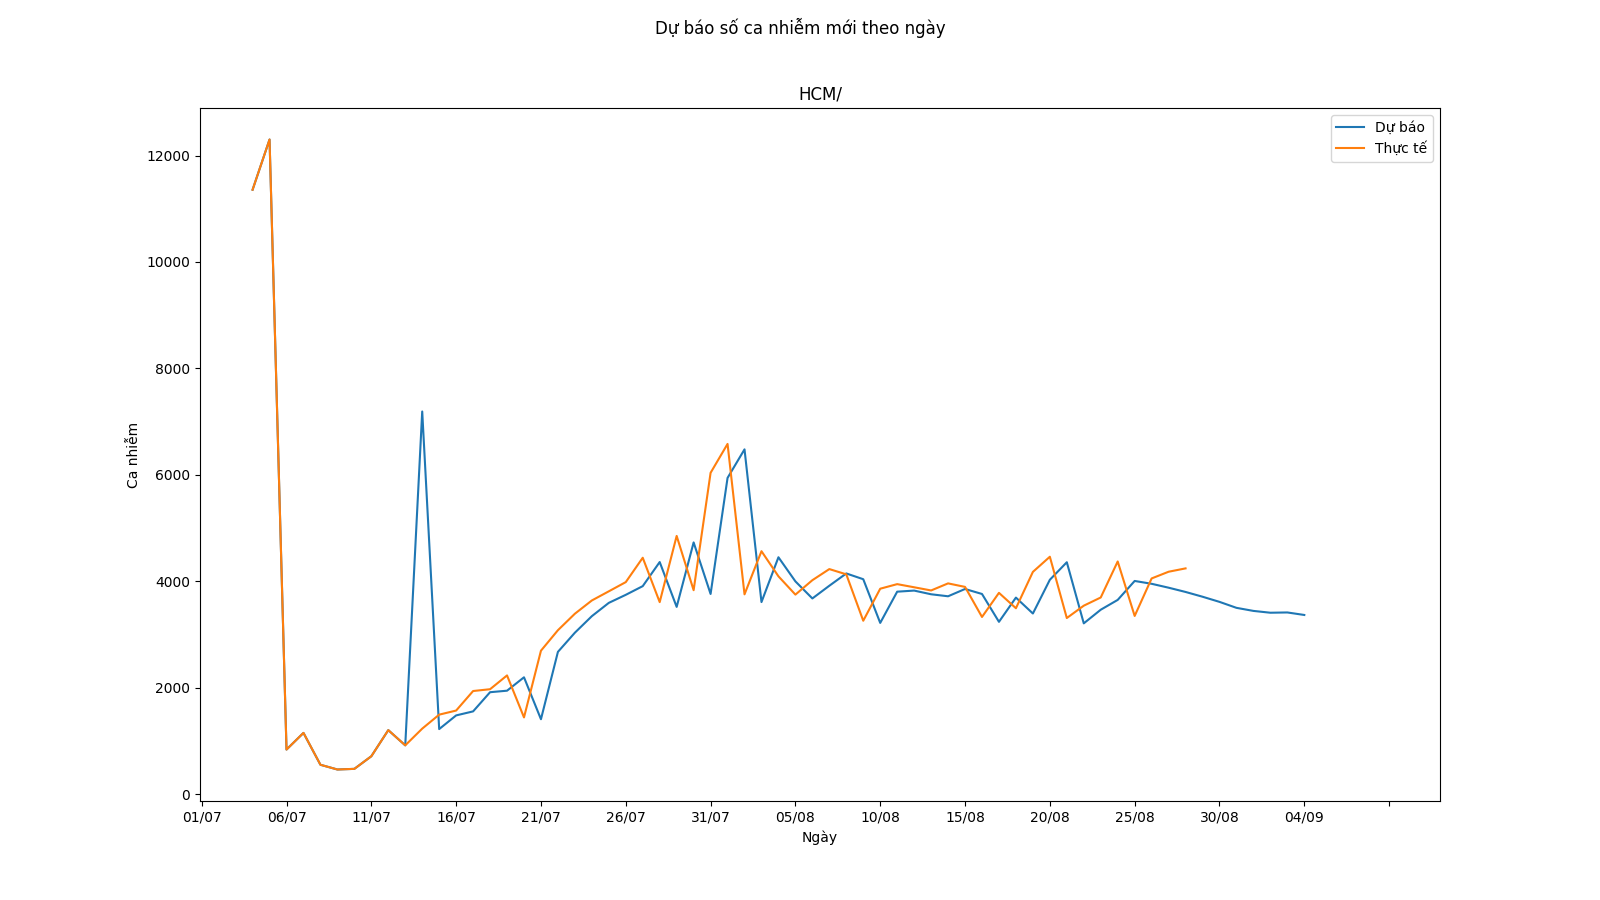 Dự báo số ca nhiễm mới theo ngày
HCM/
Dự báo
Thực tế
12000
10000
8000
6000
4000
2000
0
Ca nhiễm
01/07 06/07 11/07 16/07 21/07 26/07 31/07 05/08 10/08 15/08 20/08 25/08 30/08 04/09
Ngày